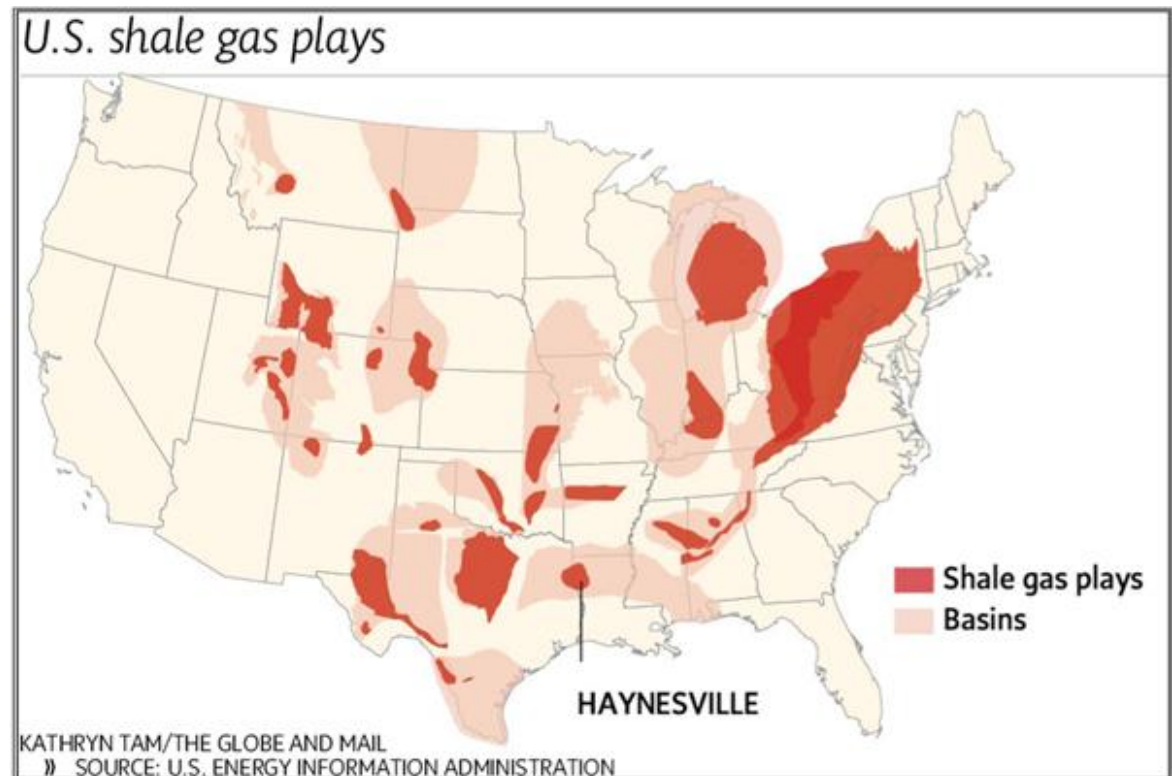 U.S. shale gas plays
Shale gas plays
Basins
HAYNESVILLE
KATHRYN TAM/THE GLOBE AND MAIL
⟫ SOURCE: U.S. ENERGY INFORMATION ADMINISTRATION